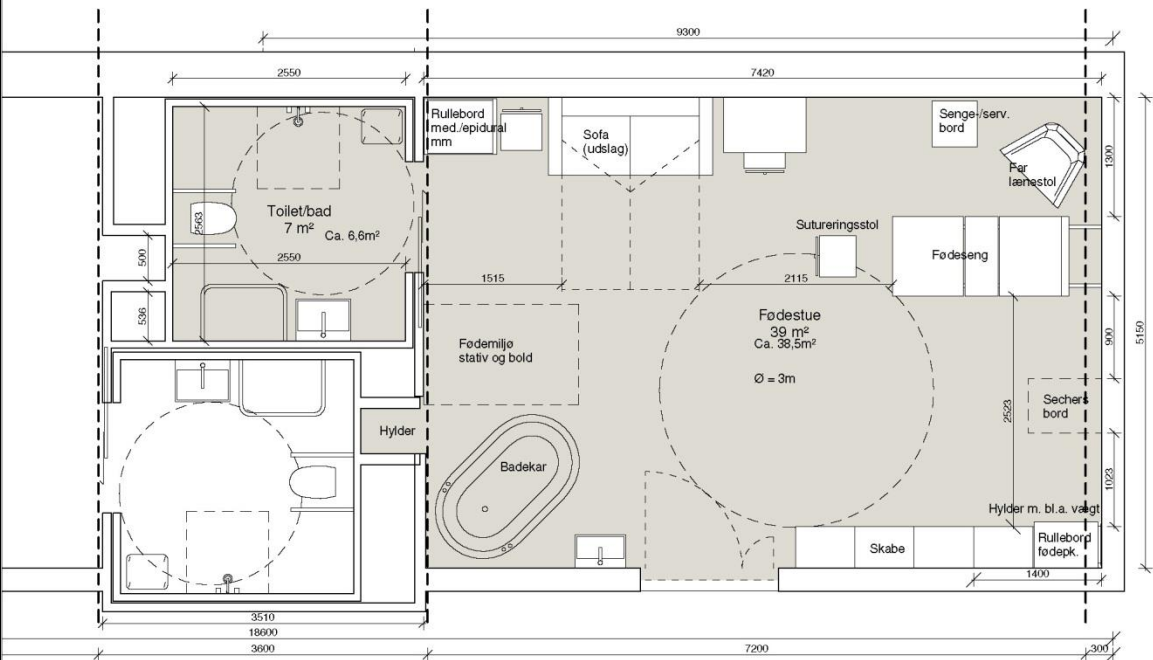 9300
2550
7420
Rullebord
med./epidural
mm
Sofa
(udslag)
Senge-/serv.
bord
Far
lænestol
1300
Toilet/bad
7 m²
Ca. 6,6m²
2563
2550
500
536
Sutureringsstol
Fødeseng
1515
2115
Fødestue
39 m²
Ca. 38,5m²
Ø = 3m
900
5150
Fødemiljø
stativ og bold
Sechers
bord
2523
Hylder
Badekar
1023
Hylder m. bl.a. vægt
Skabe
Rullebord
fødepk.
1400
3510
18600
3600
7200
300